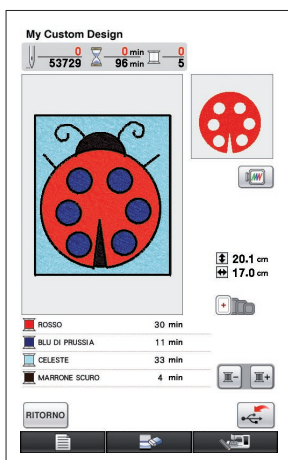 My Custom Design
0 0 min 0
53729 96 min 5
20.1 cm
17.0 cm
ROSSO 30 min
BLU DI PRUSSIA 11 min
CELESTE 33 min
MARRONE SCURO 4 min
RITORNO